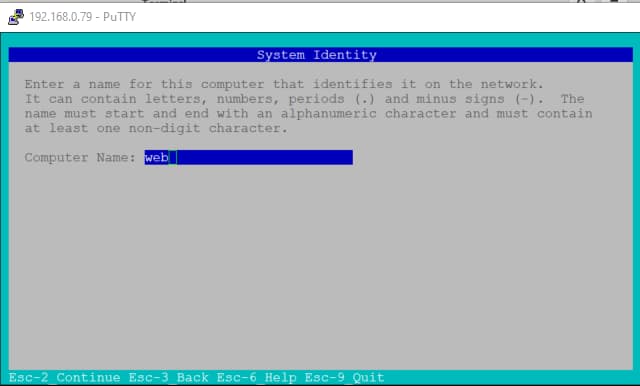 192.168.0.79 - PuTTY
System Identity
Enter a name for this computer that identifies it on the network.
It can contain letters, numbers, periods (.) and minus signs (-).  The
name must start and end with an alphanumeric character and must contain
at least one non-digit character.
Computer Name: web
Esc-2_Continue Esc-3_Back Esc-6_Help Esc-9_Quit